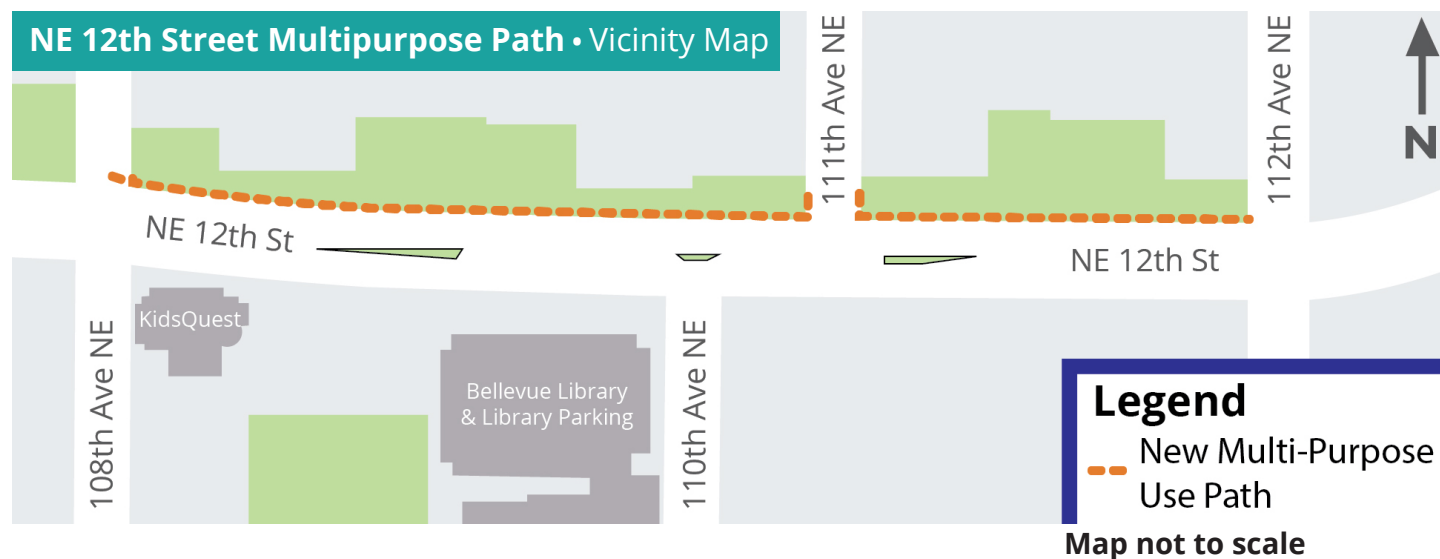 NE 12th Street Multipurpose Path • Vicinity Map
111th Ave NE
112th Ave NE
N
NE 12th St
NE 12th St
KidsQuest
108th Ave NE
Bellevue Library
& Library Parking
110th Ave NE
Legend
New Multi-Purpose
Use Path
Map not to scale